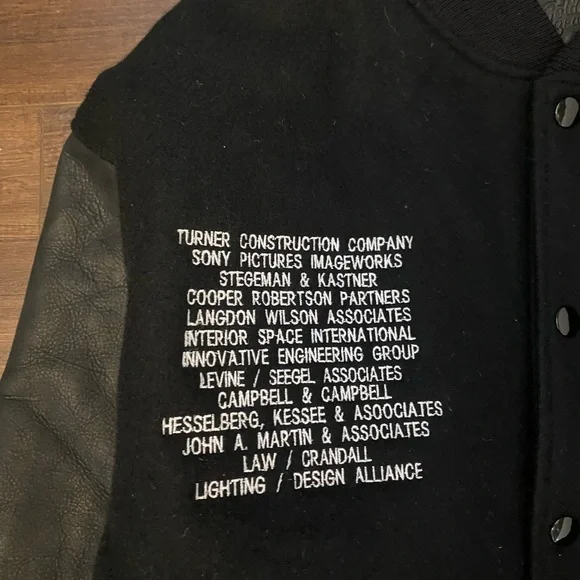 TURNER CONSTRUCTION COMPANY
SONY PICTURES IMAGEWORKS
STEGEMAN & KASTNER
COOPER ROBERTSON PARTNERS
LANGDON WILSON ASSOCIATES
INTERIOR SPACE INTERNATIONAL
INNOVATIVE ENGINEERING GROUP
LEVINE / SEEGEL ASSOCIATES
CAMPBELL & CAMPBELL
HESSELBERG, KESSEE & ASOOCIATES
JOHN A. MARTIN & ASSOCIATES
LAW / CRANDALL
LIGHTING / DESIGN ALLIANCE